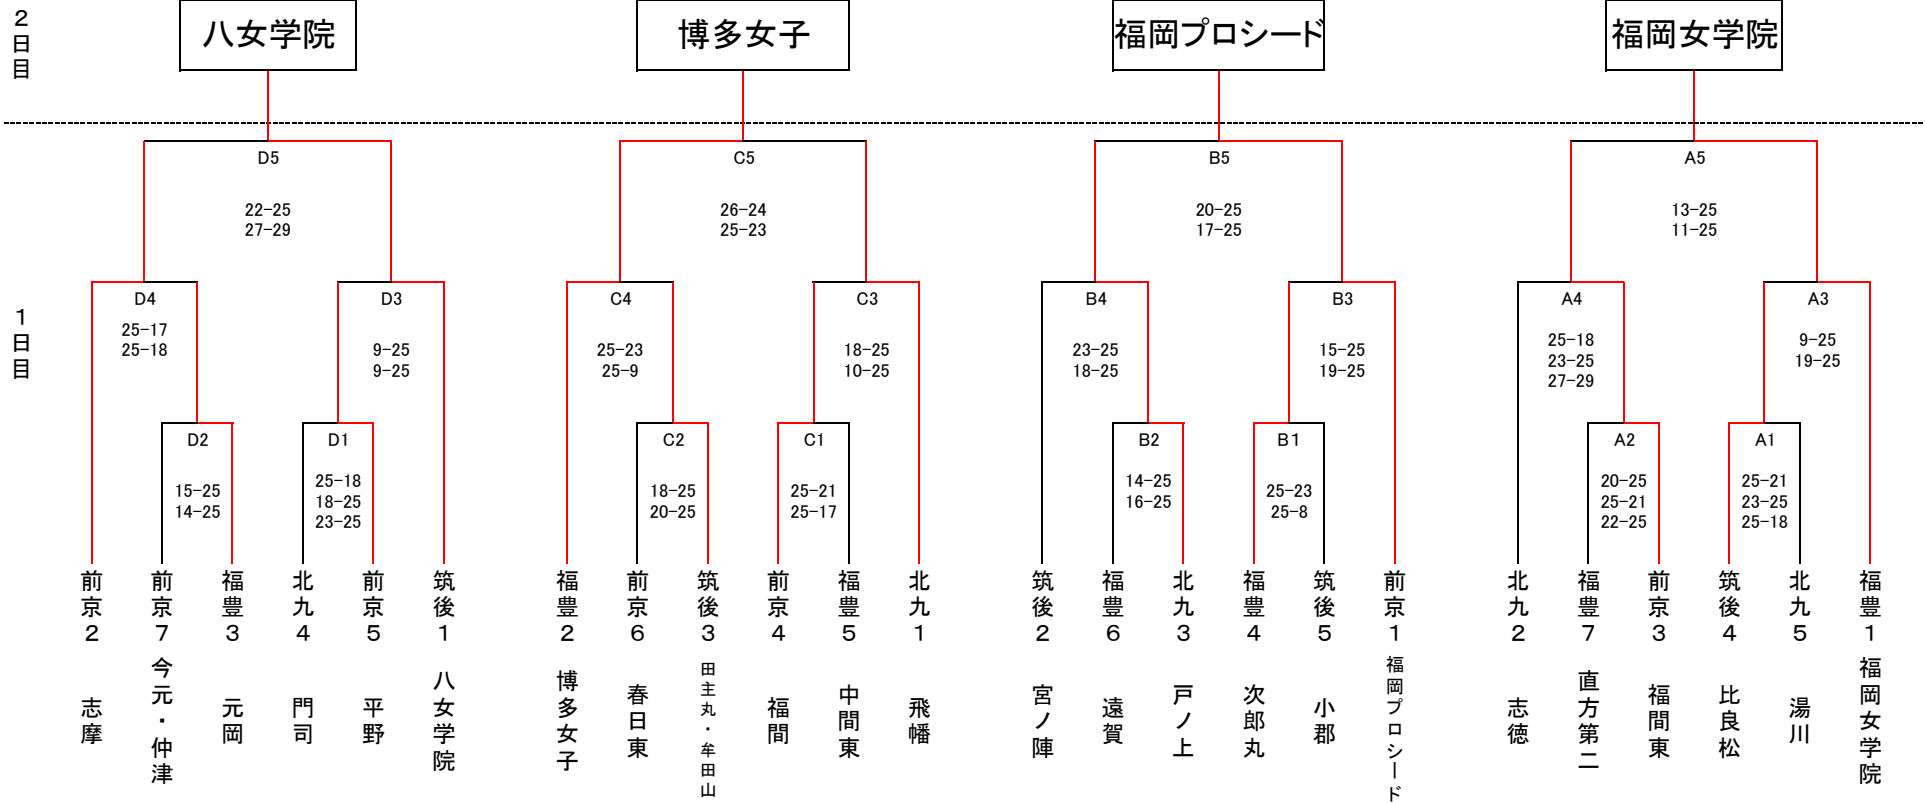 2日目
八女学院
博多女子
福岡プロシード
福岡女学院
D5
22-25
27-29
C5
26-24
25-23
B5
20-25
17-25
A5
13-25
11-25
1日目
D4
25-17
25-18
D3
9-25
9-25
C4
25-23
25-9
C3
18-25
10-25
B4
23-25
18-25
B3
15-25
19-25
A4
25-18
23-25
27-29
A3
9-25
19-25
D2
15-25
14-25
D1
25-18
18-25
23-25
C2
18-25
20-25
C1
25-21
25-17
B2
14-25
16-25
B1
25-23
25-8
A2
20-25
25-21
22-25
A1
25-21
23-25
25-18
前京2 志摩
前京7 今元・仲津
福豊3 元岡
北九4 門司
前京5 平野
筑後1 八女学院
福豊2 博多女子
前京6 春日東
筑後3 田主丸・牟田山
前京4 福間
福豊5 中間東
北九1 飛幡
筑後2 宮ノ陣
福豊6 遠賀
北九3 戸ノ上
福豊4 次郎丸
筑後5 小郡
前京1 福岡プロシード
北九2 志徳
福豊7 直方第二
前京3 福間東
筑後4 比良松
北九5 湯川
福豊1 福岡女学院